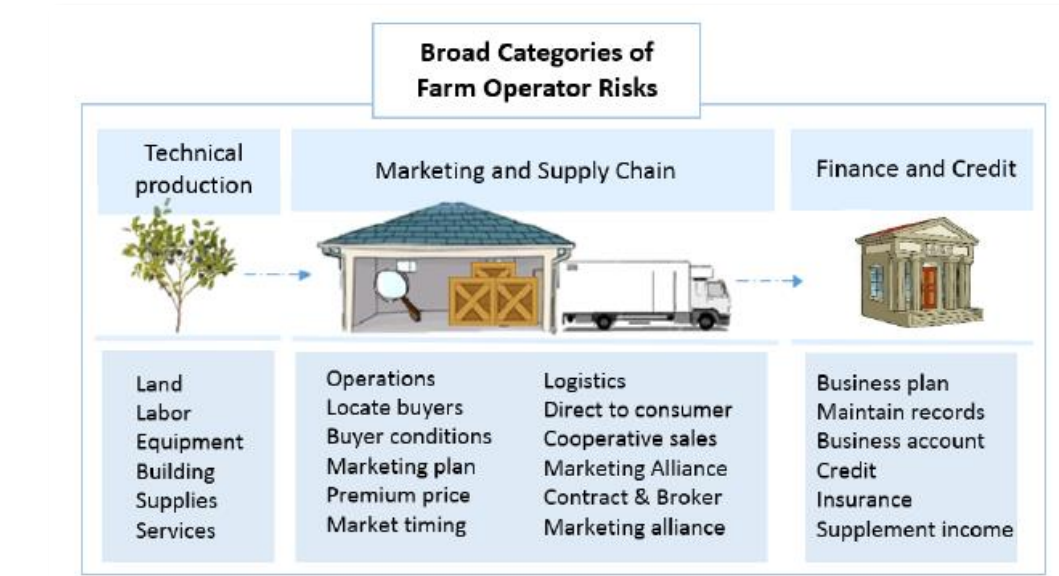 Broad Categories of
Farm Operator Risks
Technical
production
Marketing and Supply Chain
Finance and Credit
Land
Labor
Equipment
Building
Supplies
Services
Operations
Locate buyers
Buyer conditions
Marketing plan
Premium price
Market timing
Logistics
Direct to consumer
Cooperative sales
Marketing Alliance
Contract & Broker
Marketing alliance
Business plan
Maintain records
Business account
Credit
Insurance
Supplement income